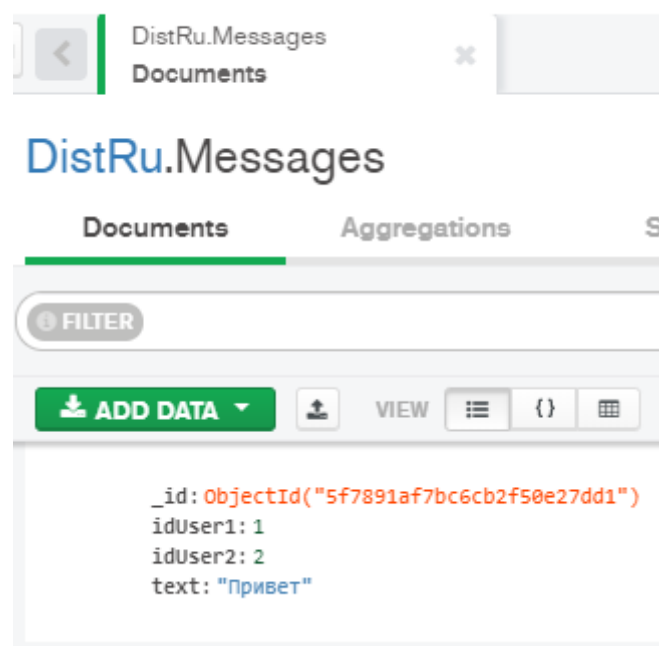 DistRu.Messages
Documents
DistRu.Messages
Documents Aggregations S
FILTER
ADD DATA VIEW {}
_id: ObjectId("5f7891af7bc6cb2f50e27dd1")
idUser1: 1
idUser2: 2
text: "Привет"